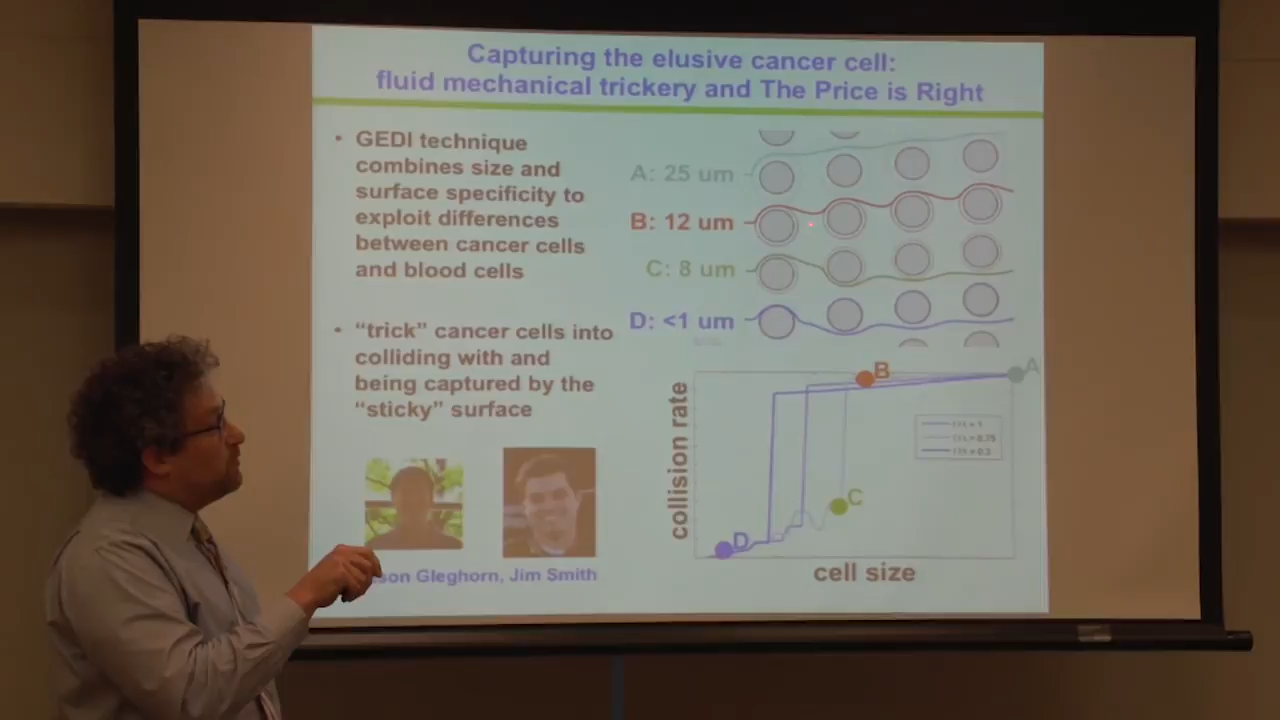 Capturing the elusive cancer cell:
fluid mechanical trickery and The Price is Right
• GEDI technique
combines size and
surface specificity to
exploit differences
between cancer cells
and blood cells
• “trick” cancer cells into
colliding with and
being captured by the
“sticky” surface
son Gleghorn, Jim Smith
A: 25 um
B: 12 um
C: 8 um
D: <1 um
collision rate
A
B
C
D
cell size